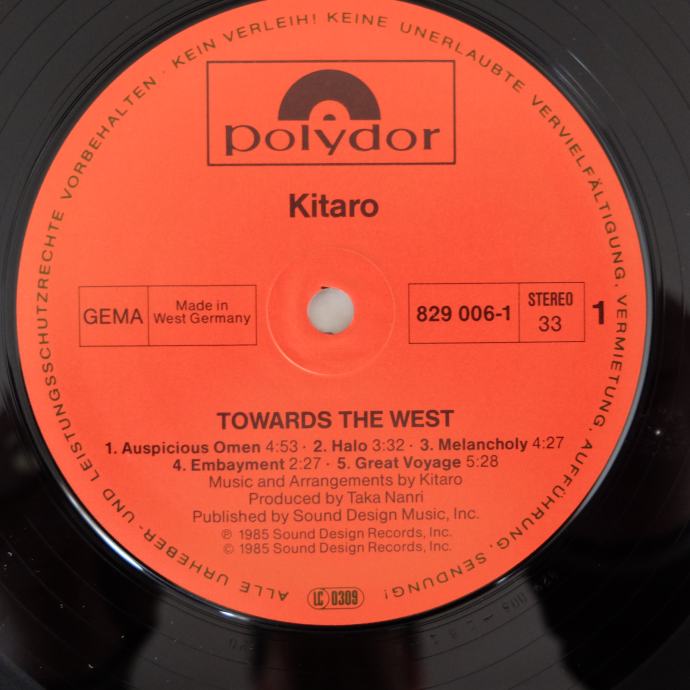 ALLE URHEBER- UND LEISTUNGSSCHUTZRECHTE VORBEHALTEN · KEIN VERLEIH! KEINE UNERLAUBTE VERVIELFÄLTIGUNG, VERMIETUNG, AUFFÜHRUNG, SENDUNG!
polydor
Kitaro
GEMA
Made in
West Germany
829 006-1
STEREO
33
1
TOWARDS THE WEST
1. Auspicious Omen 4:53 · 2. Halo 3:32 · 3. Melancholy 4:27
4. Embayment 2:27 · 5. Great Voyage 5:28
Music and Arrangements by Kitaro
Produced by Taka Nanri
Published by Sound Design Music, Inc.
℗ 1985 Sound Design Records, Inc.
© 1985 Sound Design Records, Inc.
LC 0309